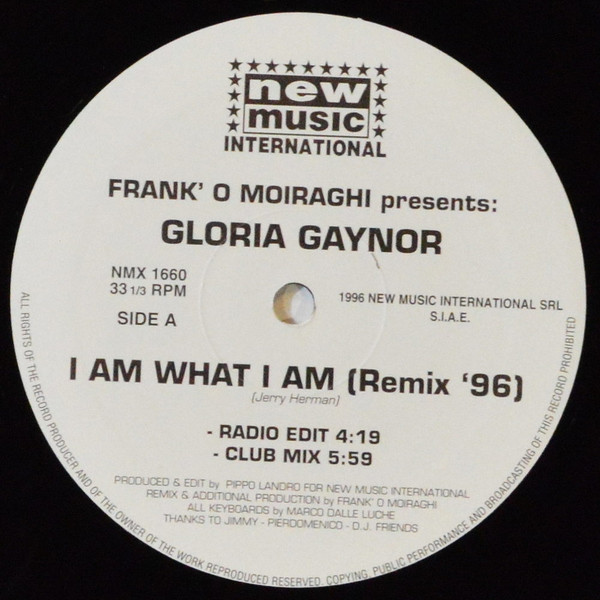 new
music
INTERNATIONAL
FRANK' O MOIRAGHI presents:
GLORIA GAYNOR
NMX 1660
33 1/3 RPM
SIDE A
1996 NEW MUSIC INTERNATIONAL SRL
S.I.A.E.
I AM WHAT I AM (Remix '96)
(Jerry Herman)
- RADIO EDIT 4:19
- CLUB MIX 5:59
PRODUCED & EDIT by PIPPO LANDRO FOR NEW MUSIC INTERNATIONAL
REMIX & ADDITIONAL PRODUCTION by FRANK' O MOIRAGHI
ALL KEYBOARDS by MARCO DALLE LUCHE
THANKS TO JIMMY - PIERDOMENICO - D.J. FRIENDS
ALL RIGHTS OF THE RECORD PRODUCER AND OF THE OWNER OF THE WORK REPRODUCED RESERVED. COPYING, PUBLIC PERFORMANCE AND BROADCASTING OF THIS RECORD PROHIBITED